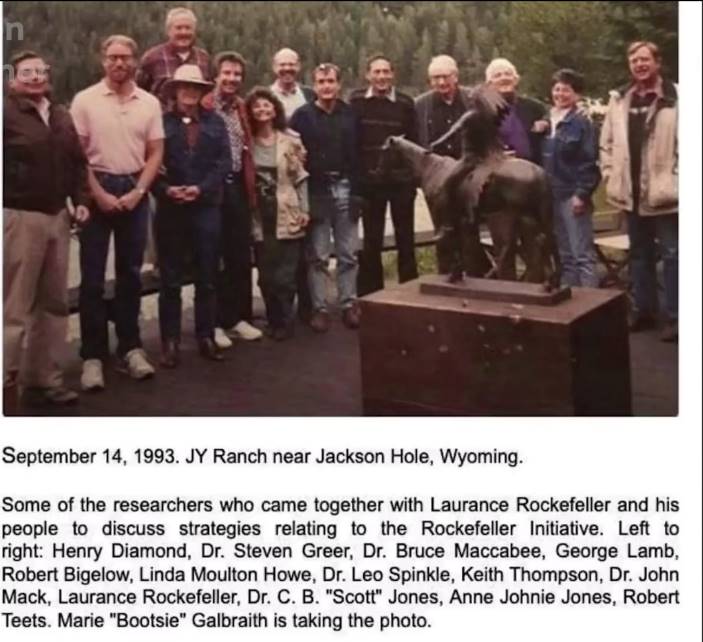 n
not
September 14, 1993. JY Ranch near Jackson Hole, Wyoming.
Some of the researchers who came together with Laurance Rockefeller and his
people to discuss strategies relating to the Rockefeller Initiative. Left to
right: Henry Diamond, Dr. Steven Greer, Dr. Bruce Maccabee, George Lamb,
Robert Bigelow, Linda Moulton Howe, Dr. Leo Spinkle, Keith Thompson, Dr. John
Mack, Laurance Rockefeller, Dr. C. B. "Scott" Jones, Anne Johnie Jones, Robert
Teets. Marie "Bootsie" Galbraith is taking the photo.